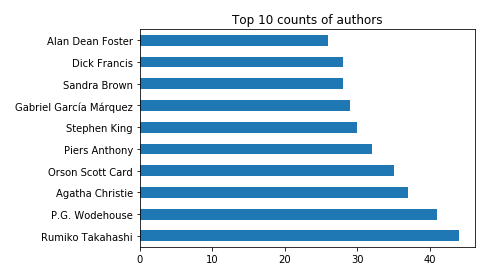 Top 10 counts of authors
Alan Dean Foster
Dick Francis
Sandra Brown
Gabriel García Márquez
Stephen King
Piers Anthony
Orson Scott Card
Agatha Christie
P.G. Wodehouse
Rumiko Takahashi
0 10 20 30 40